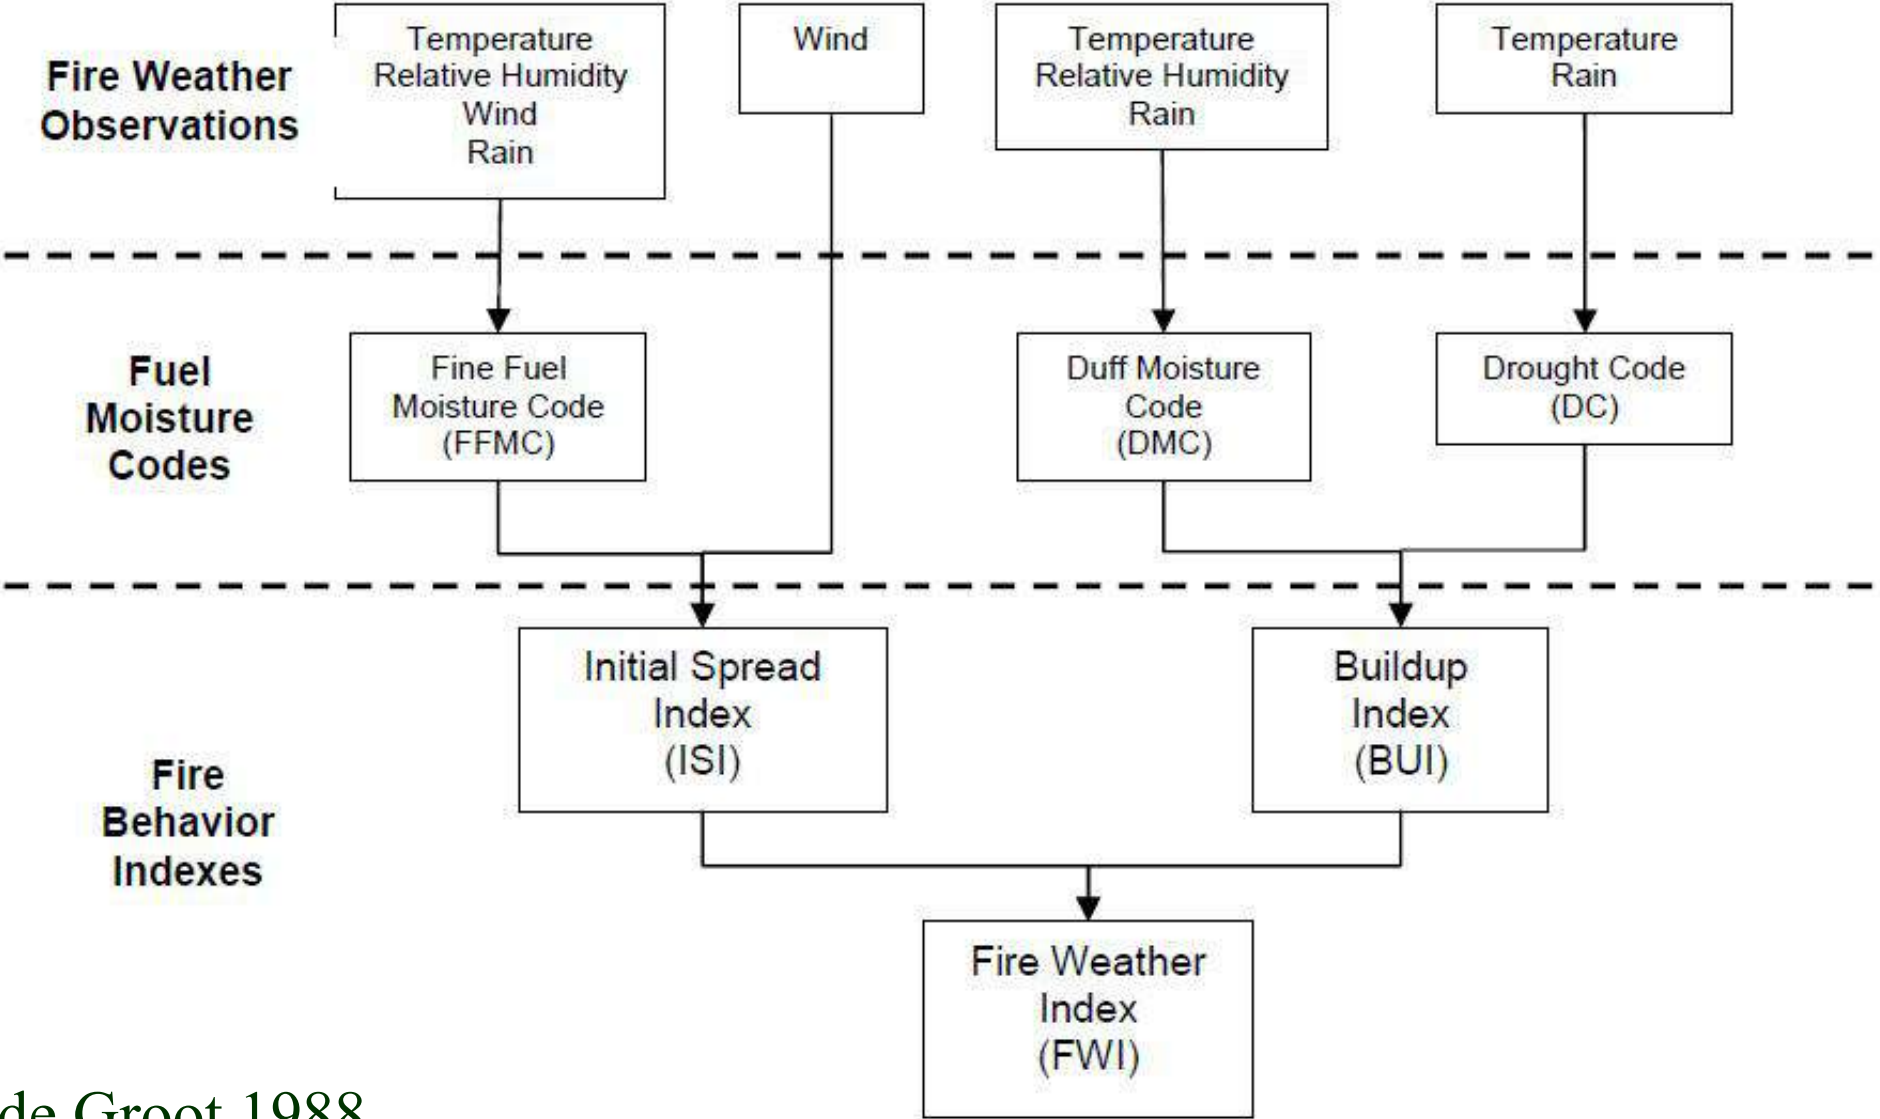 Fire Weather
Observations
Temperature
Relative Humidity
Wind
Rain
Wind
Temperature
Relative Humidity
Rain
Temperature
Rain
Fuel
Moisture
Codes
Fine Fuel
Moisture Code
(FFMC)
Duff Moisture
Code
(DMC)
Drought Code
(DC)
Fire
Behavior
Indexes
Initial Spread
Index
(ISI)
Buildup
Index
(BUI)
Fire Weather
Index
(FWI)
de Groot 1988